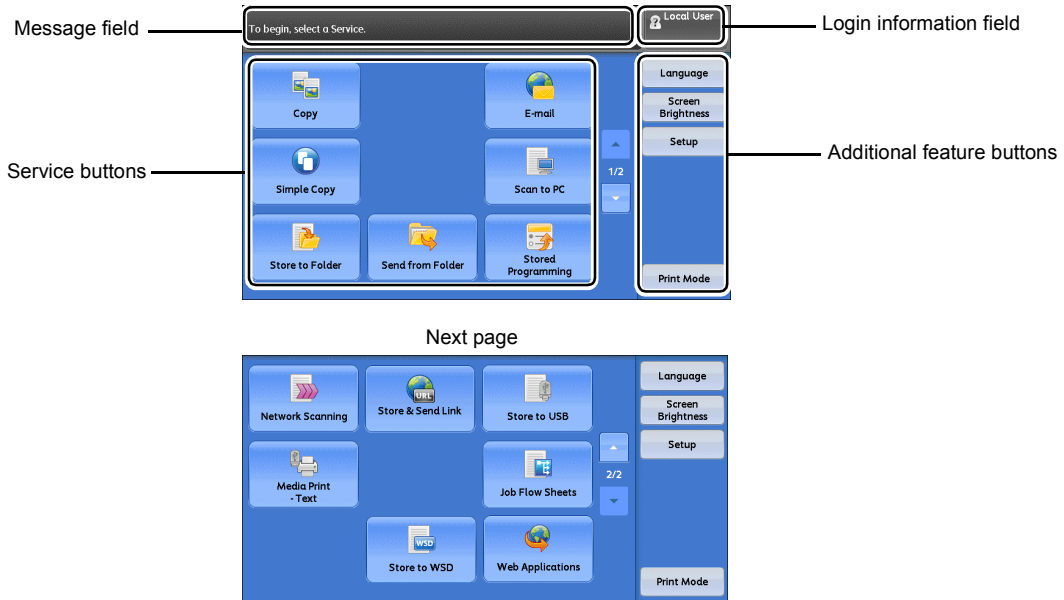 Message field
To begin, select a Service.
Local User
Login information field
Service buttons
Copy
E-mail
Simple Copy
Scan to PC
Store to Folder
Send from Folder
Stored
Programming
1/2
Language
Screen
Brightness
Setup
Print Mode
Additional feature buttons
Next page
Network Scanning
URL
Store & Send Link
Store to USB
Media Print
- Text
Job Flow Sheets
WSD
Store to WSD
Web Applications
2/2
Language
Screen
Brightness
Setup
Print Mode